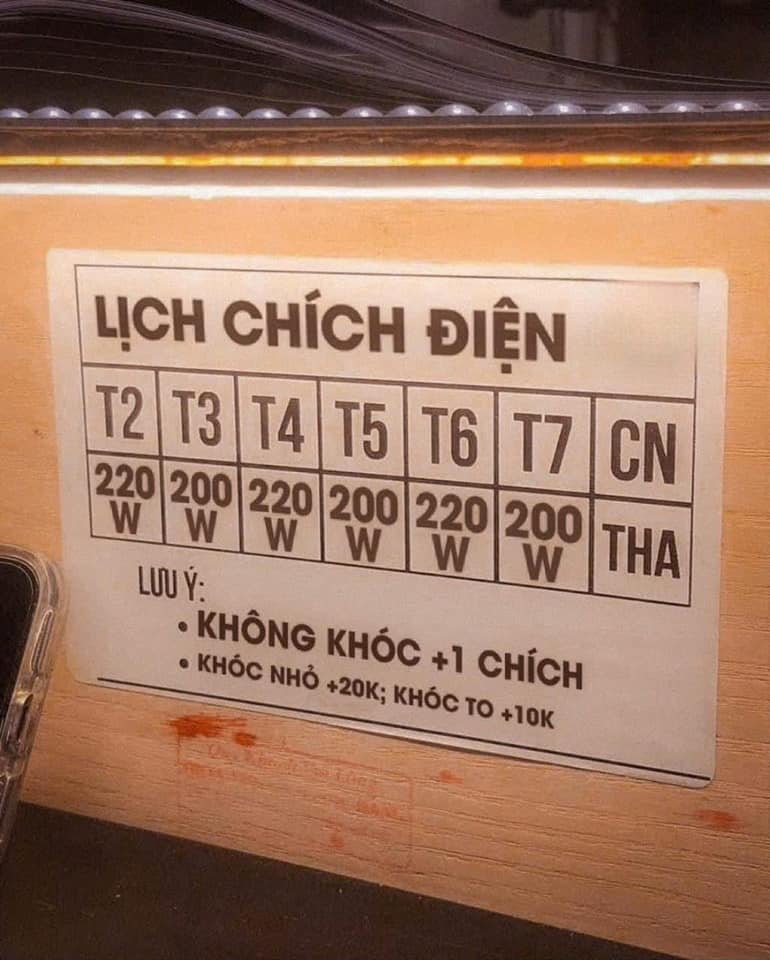 LỊCH CHÍCH ĐIỆN
T2 T3 T4 T5 T6 T7 CN
220 W 200 W 220 W 200 W 220 W 200 W THA
LƯU Ý:
• KHÔNG KHÓC +1 CHÍCH
• KHÓC NHỎ +20K; KHÓC TO +10K